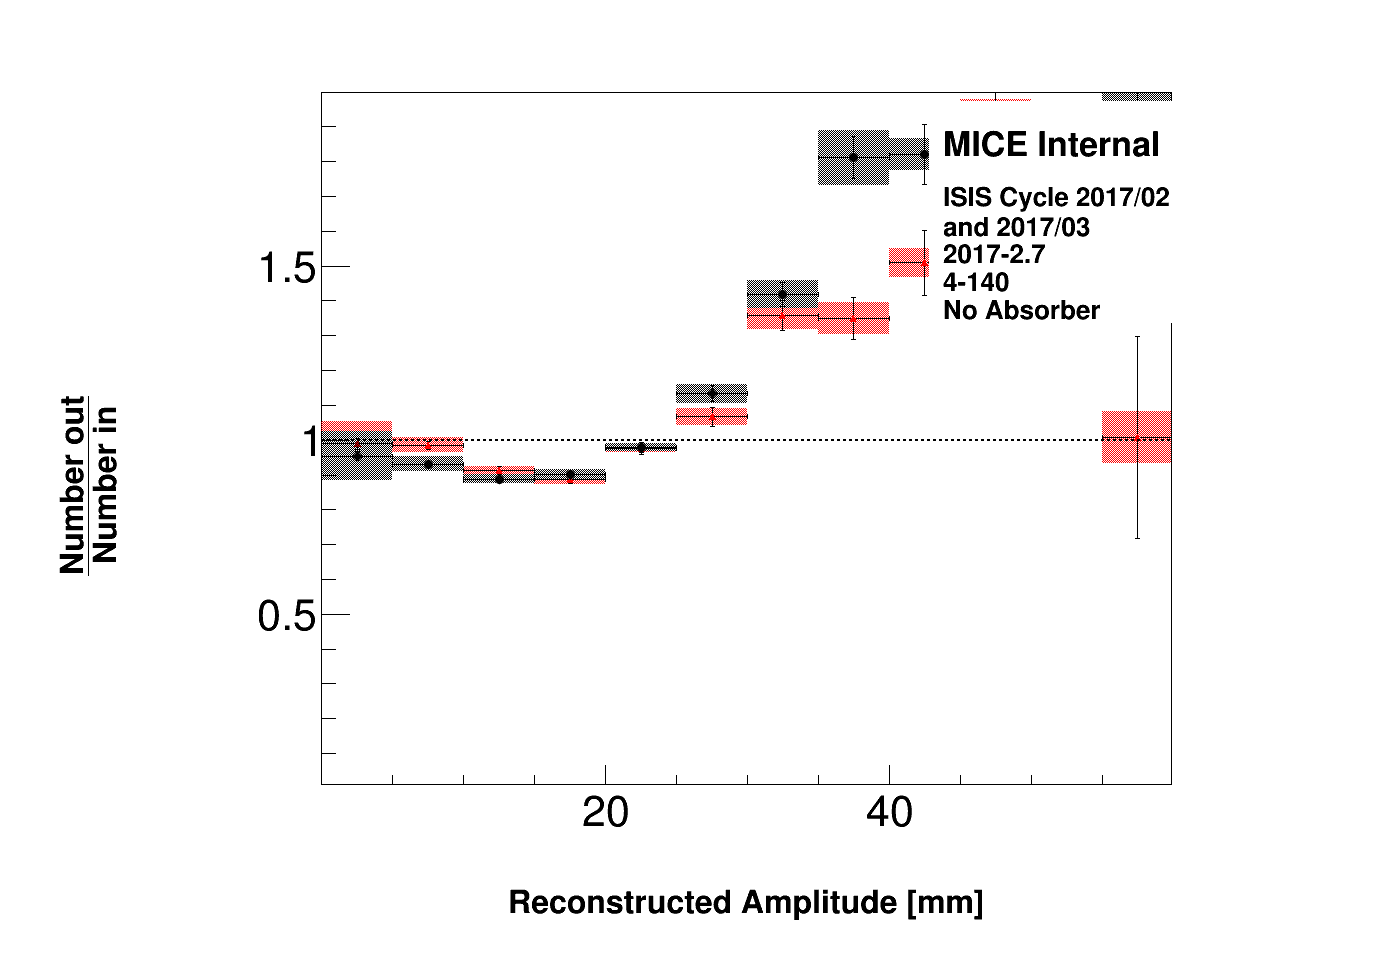 MICE Internal
ISIS Cycle 2017/02
and 2017/03
2017-2.7
4-140
No Absorber
1.5
1
0.5
Number out
Number in
20 40
Reconstructed Amplitude [mm]